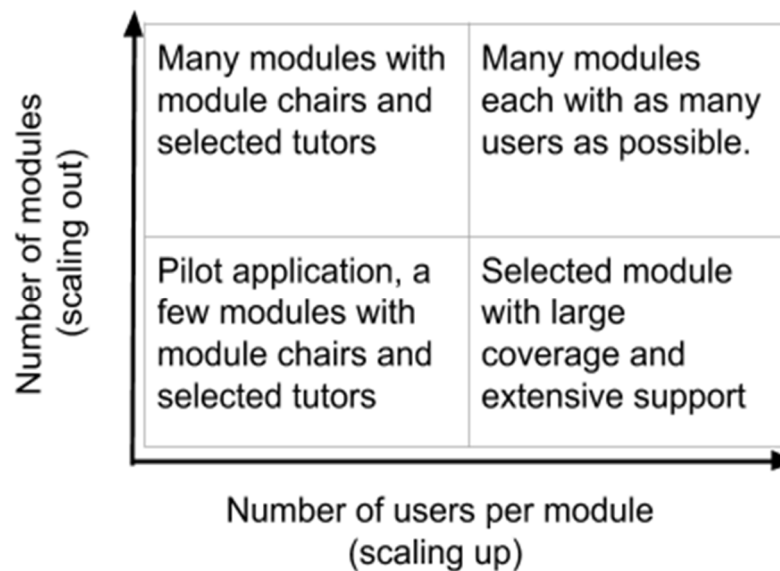 Number of modules
(scaling out)
Many modules with
module chairs and
selected tutors
Many modules
each with as many
users as possible.
Pilot application, a
few modules with
module chairs and
selected tutors
Selected module
with large
coverage and
extensive support
Number of users per module
(scaling up)